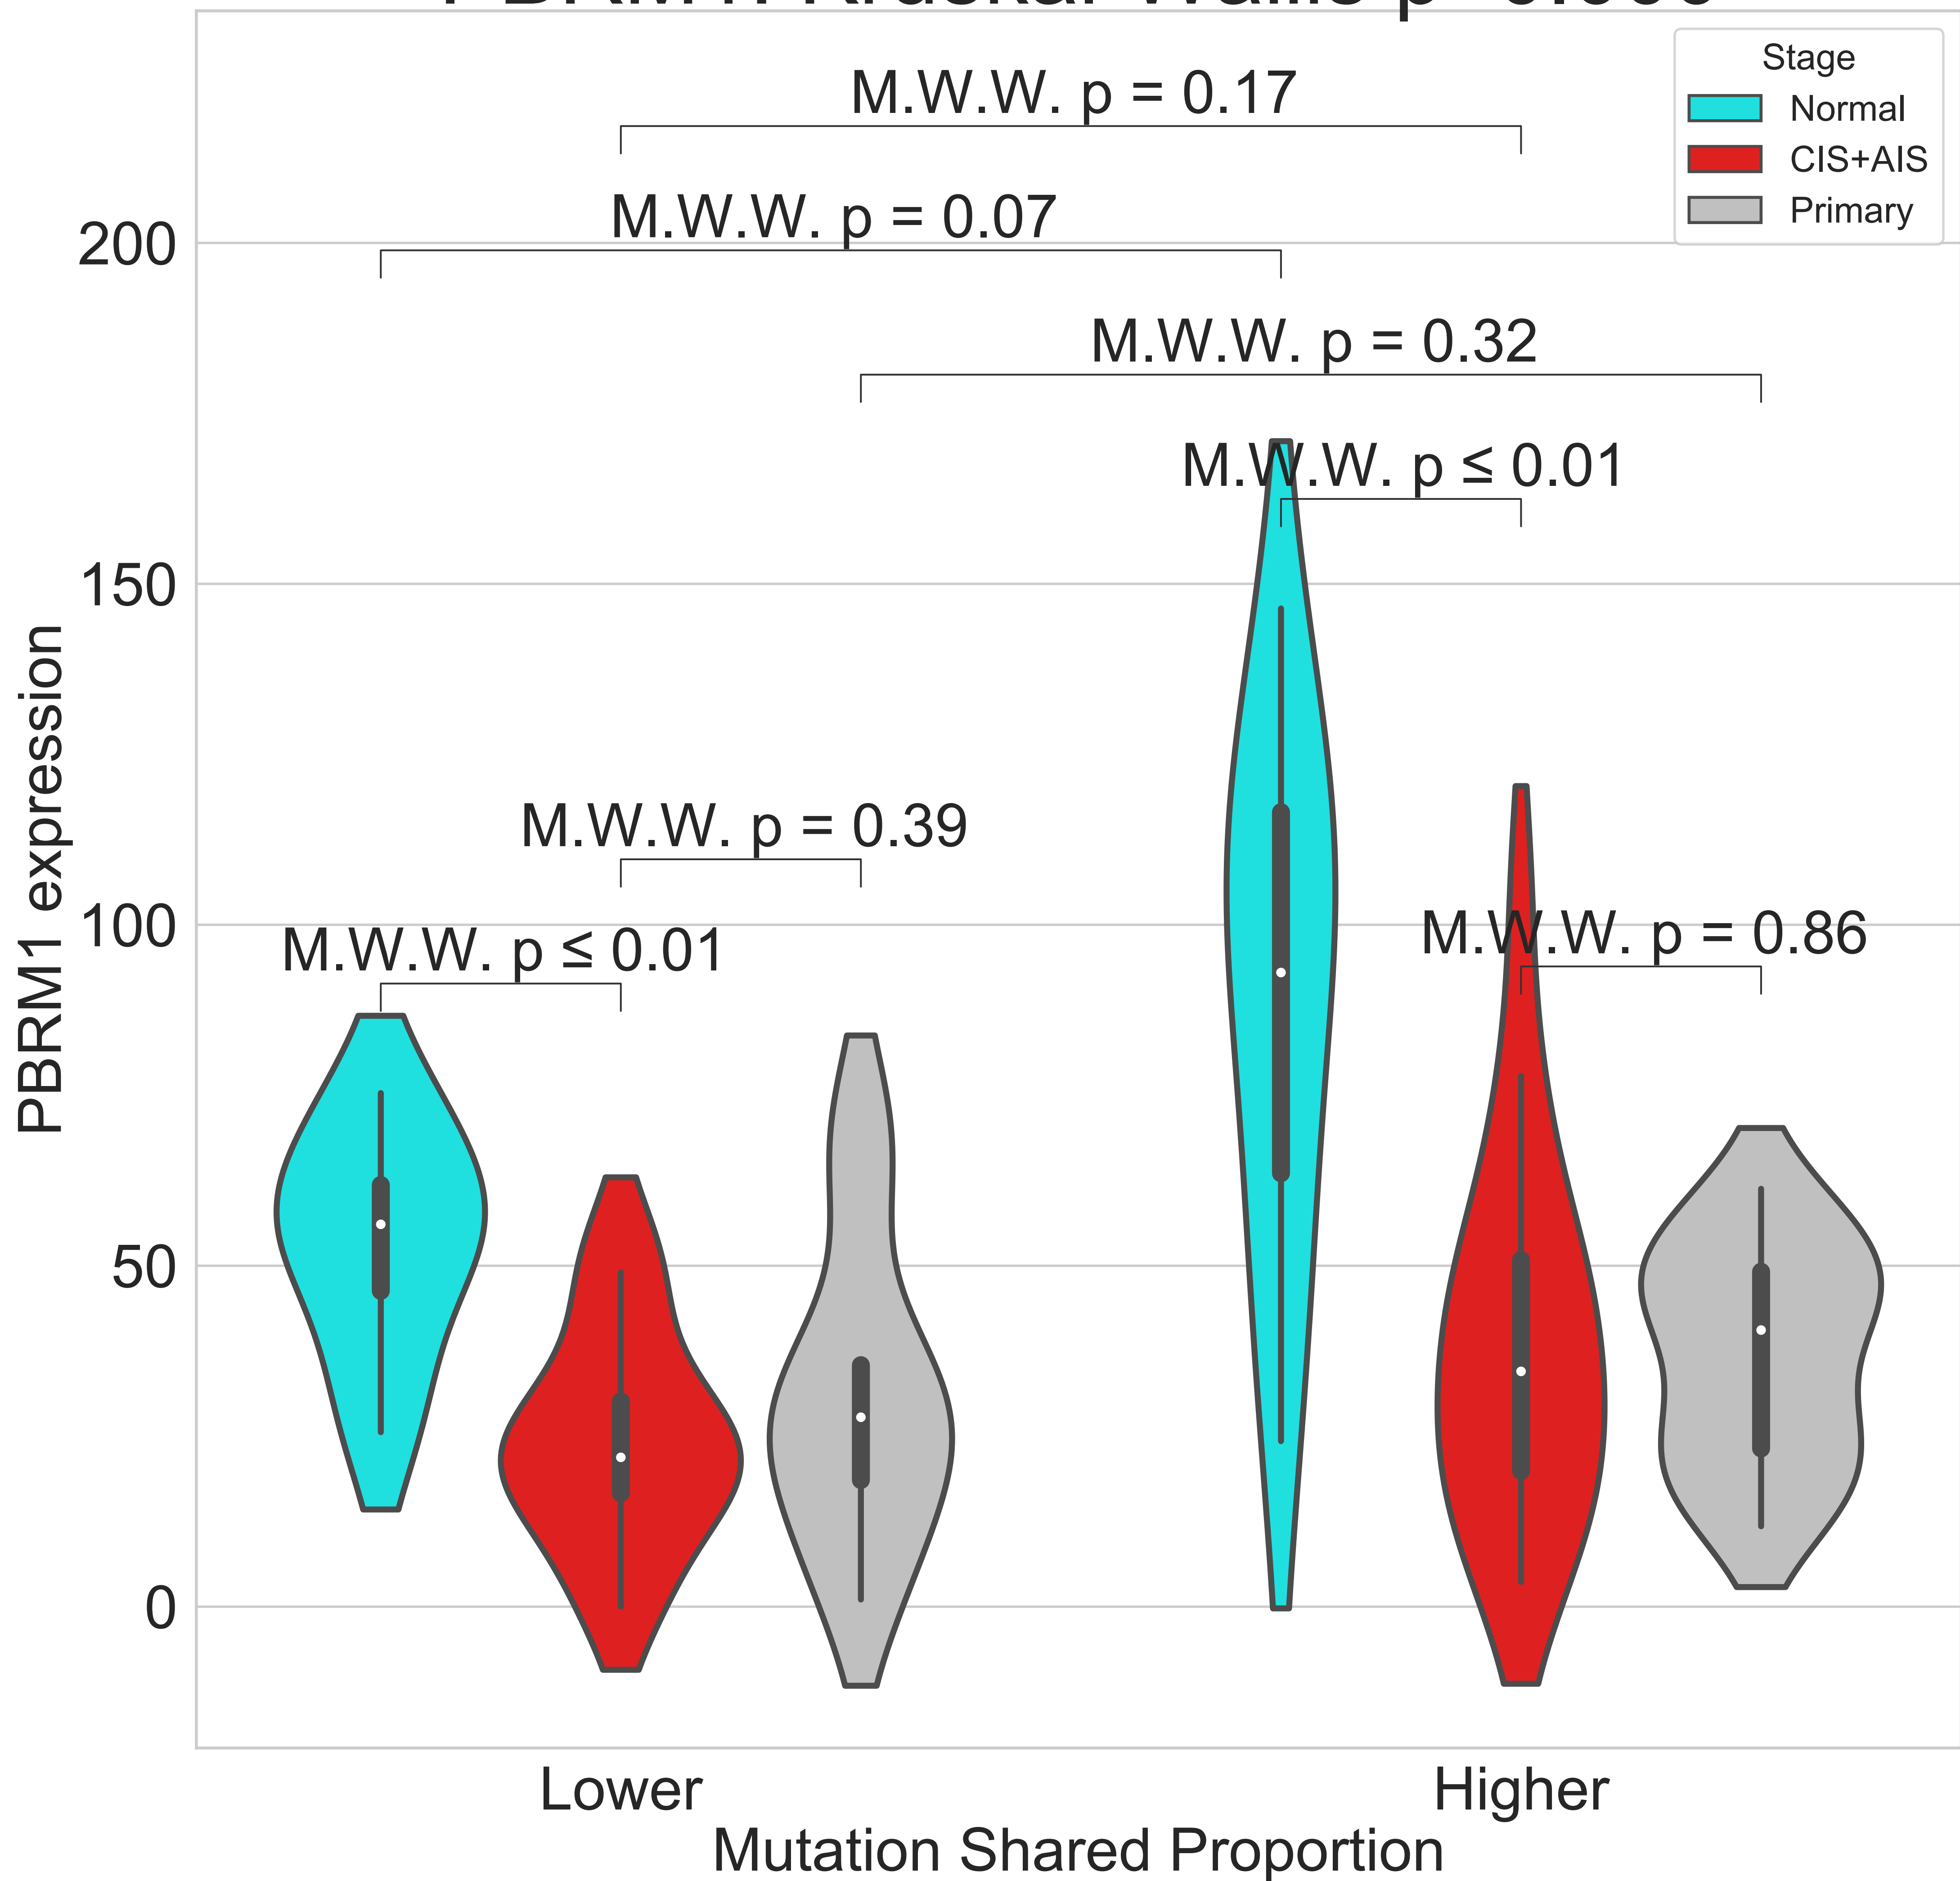 Stage
Normal
CIS+AIS
Primary
M.W.W. p = 0.17
M.W.W. p = 0.07
M.W.W. p = 0.32
M.W.W. p ≤ 0.01
M.W.W. p = 0.39
M.W.W. p ≤ 0.01
M.W.W. p = 0.86
200
150
100
50
0
PBRM1 expression
Lower
Higher
Mutation Shared Proportion